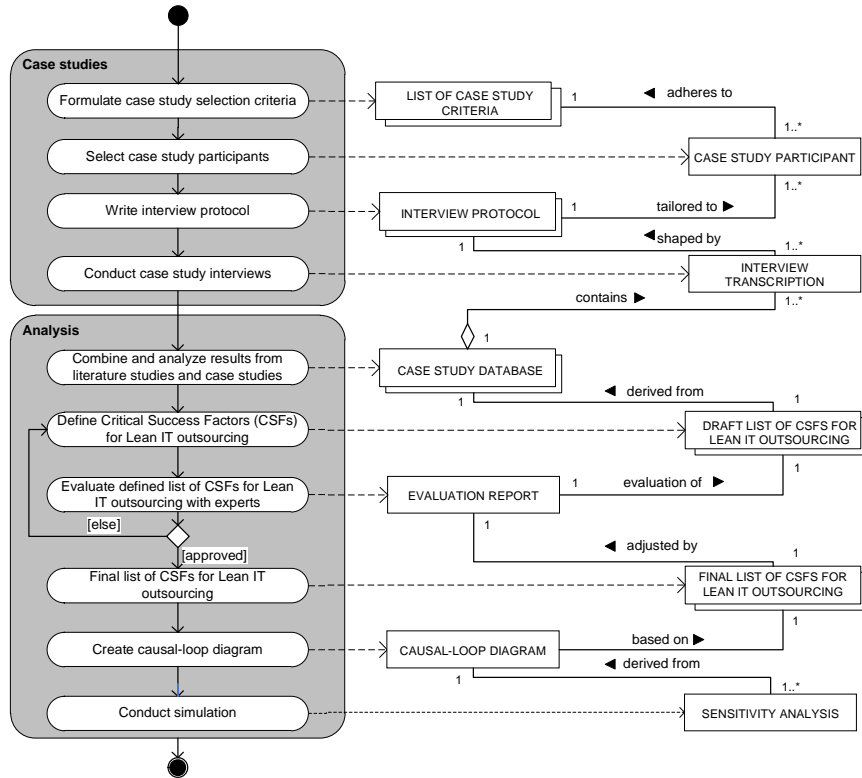 Case studies
Formulate case study selection criteria
LIST OF CASE STUDY
CRITERIA
1
◄ adheres to
1..*
Select case study participants
CASE STUDY PARTICIPANT
1..*
Write interview protocol
INTERVIEW PROTOCOL
1
tailored to ►
1
◄shaped by
1..*
Conduct case study interviews
INTERVIEW
TRANSCRIPTION
contains ►
1..*
1
Analysis
Combine and analyze results from
literature studies and case studies
CASE STUDY DATABASE
1
◄ derived from
1
Define Critical Success Factors (CSFs)
for Lean IT outsourcing
DRAFT LIST OF CSFS FOR
LEAN IT OUTSOURCING
Evaluate defined list of CSFs for Lean
IT outsourcing with experts
EVALUATION REPORT
1
evaluation of ►
1
[else]
1
[approved]
◄ adjusted by
1
Final list of CSFs for Lean IT
outsourcing
FINAL LIST OF CSFS FOR
LEAN IT OUTSOURCING
Create causal-loop diagram
CAUSAL-LOOP DIAGRAM
based on ►
1
1
◄ derived from
1..*
Conduct simulation
SENSITIVITY ANALYSIS